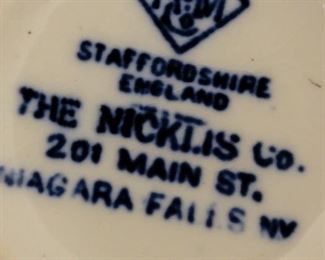 STAFFORDSHIRE
ENGLAND
THE NICKLIS CO.
201 MAIN ST.
NIAGARA FALLS NY